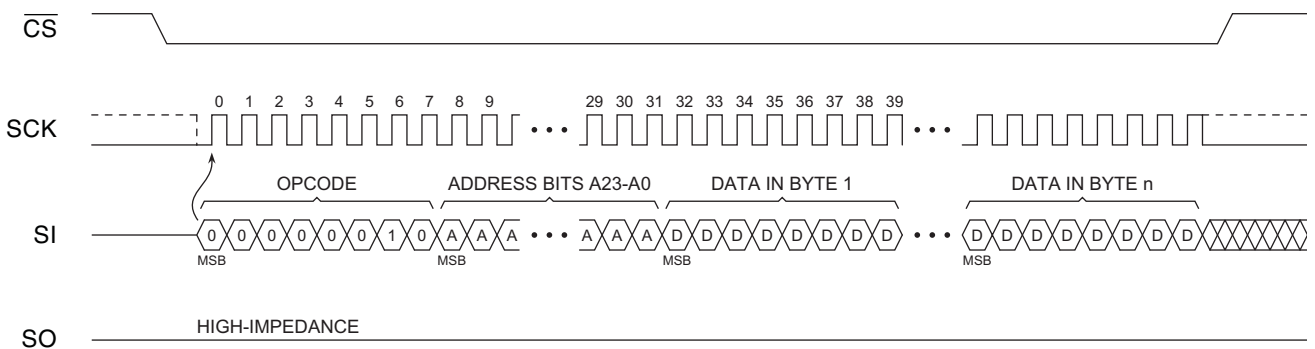 CS
0 1 2 3 4 5 6 7 8 9 29 30 31 32 33 34 35 36 37 38 39
SCK
OPCODE ADDRESS BITS A23-A0 DATA IN BYTE 1 DATA IN BYTE n
SI 0 0 0 0 0 0 1 0 A A A A A A D D D D D D D D D D D D D D D D
MSB MSB MSB MSB
HIGH-IMPEDANCE
SO